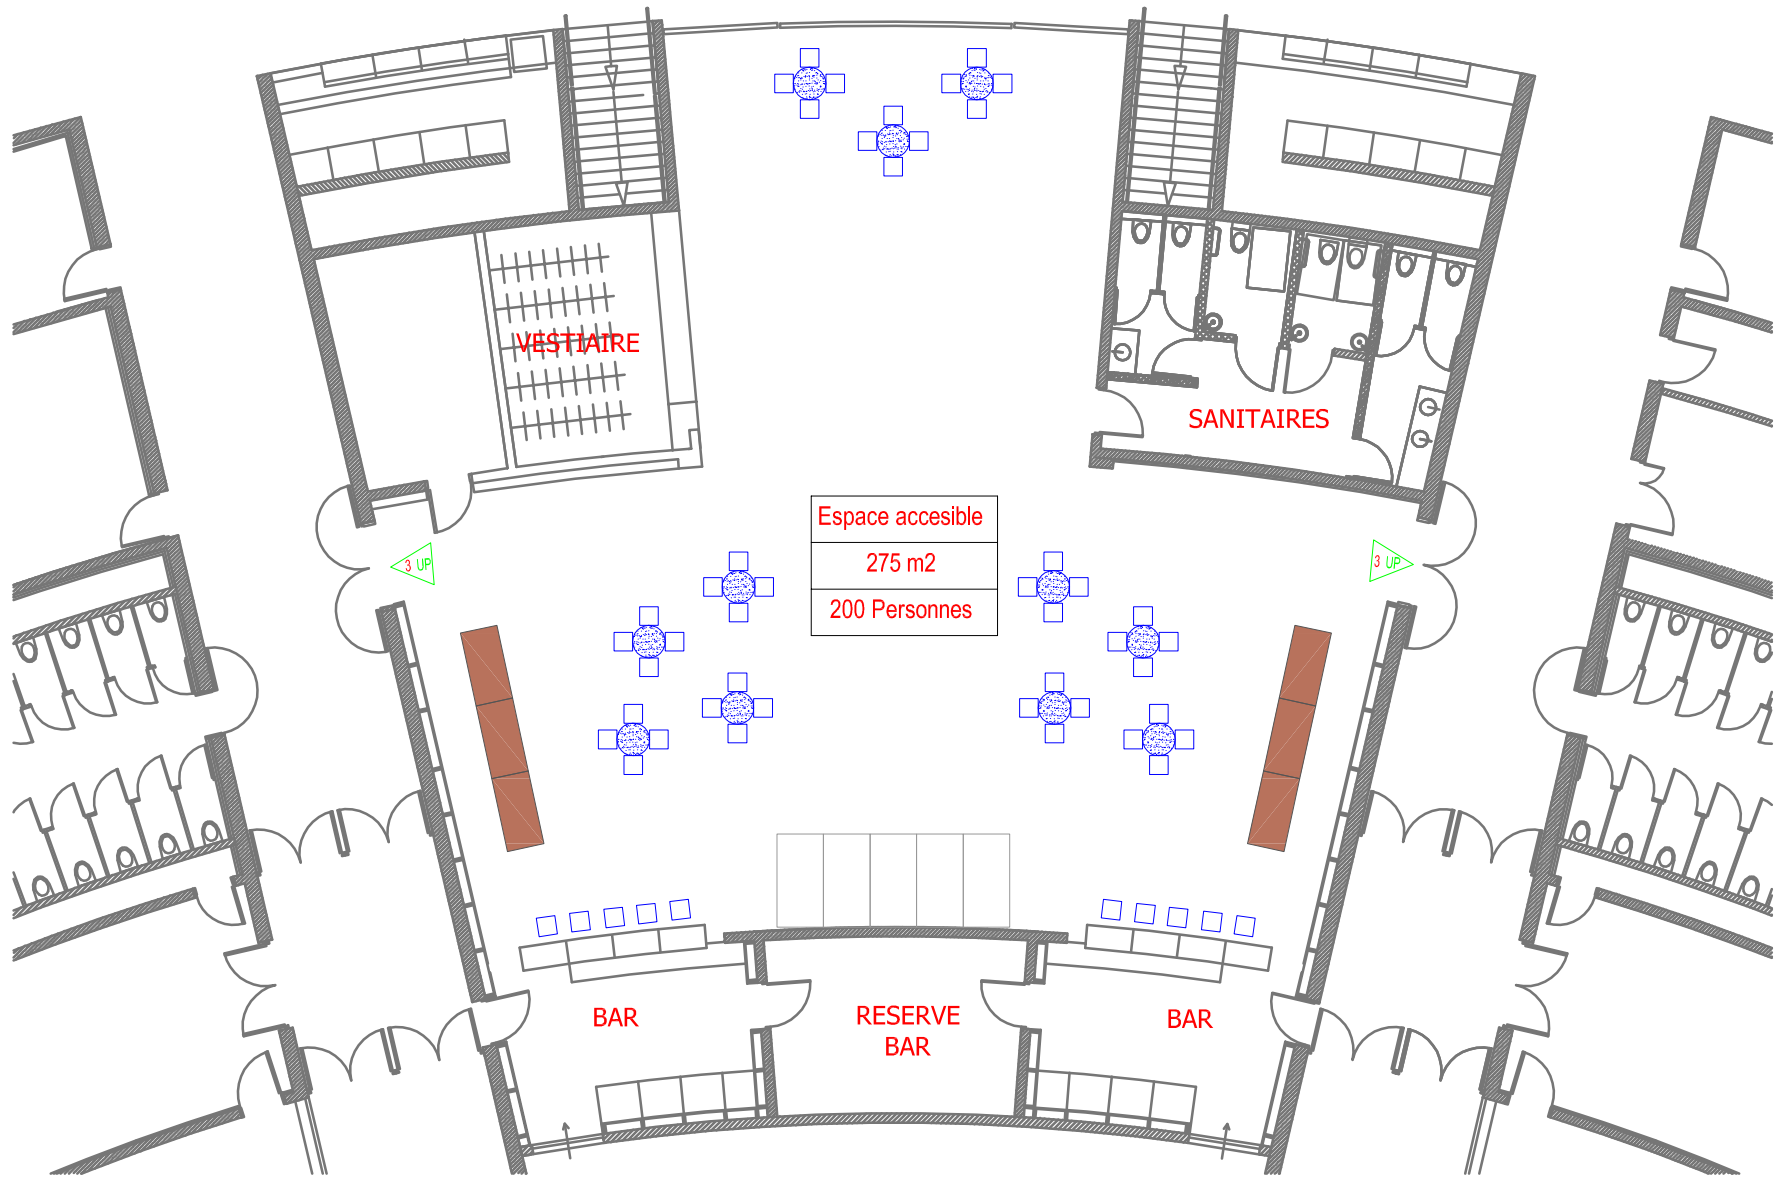 VESTIAIRE
SANITAIRES
Espace accesible
275 m2
200 Personnes
3 UP
3 UP
BAR
RESERVE
BAR
BAR